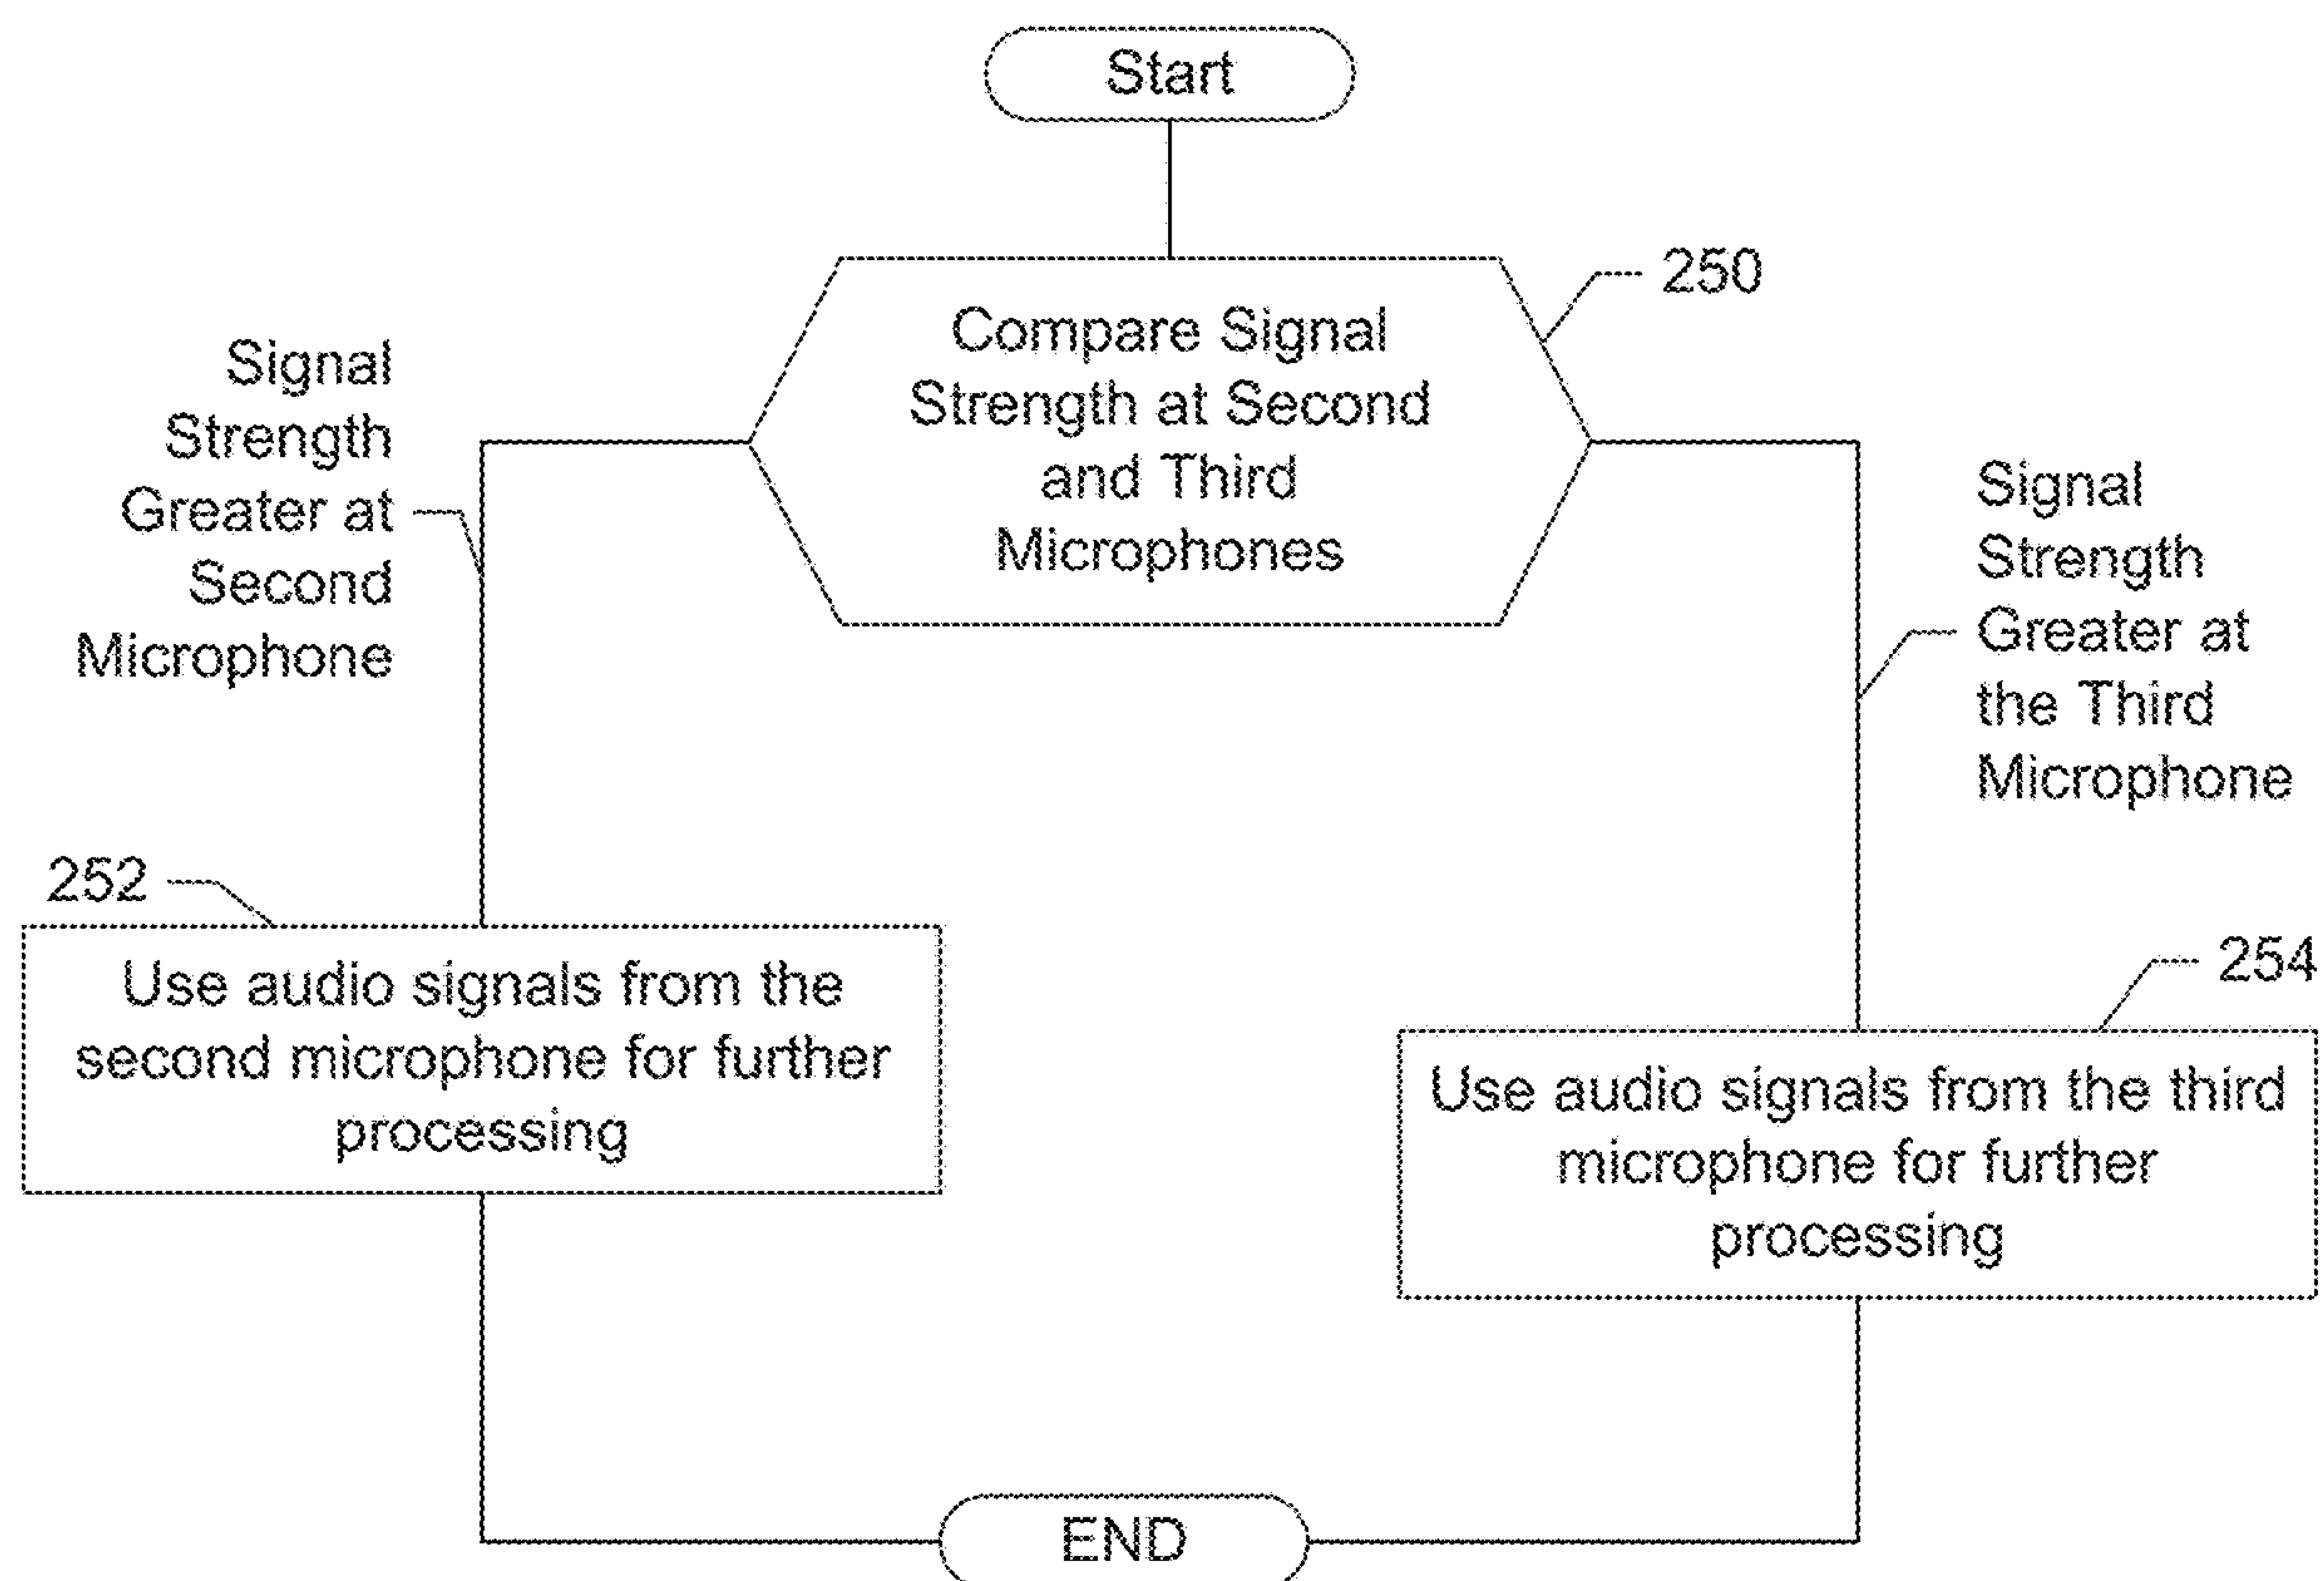 Start
250
Compare Signal
Strength at Second
and Third
Microphones
Signal
Strength
Greater at
Second
Microphone
Signal
Strength
Greater at
the Third
Microphone
252
Use audio signals from the
second microphone for further
processing
254
Use audio signals from the third
microphone for further
processing
END